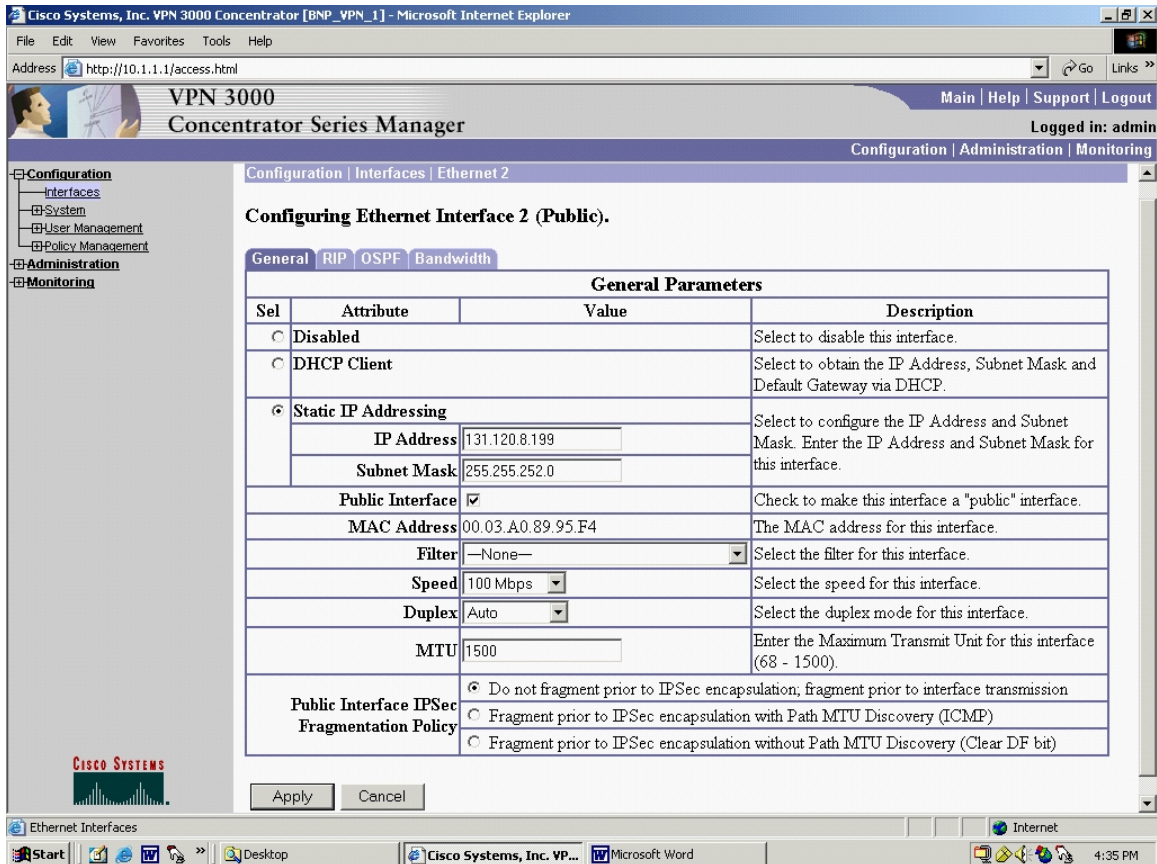 Cisco Systems, Inc. VPN 3000 Concentrator [BNP_VPN_1] - Microsoft Internet Explorer
File Edit View Favorites Tools Help
Address http://10.1.1.1/access.html Go Links »
VPN 3000
Concentrator Series Manager
Main | Help | Support | Logout
Logged in: admin
Configuration | Administration | Monitoring
Configuration
Interfaces
System
User Management
Policy Management
Administration
Monitoring
Configuration | Interfaces | Ethernet 2
Configuring Ethernet Interface 2 (Public).
General RIP OSPF Bandwidth
General Parameters
Sel Attribute Value Description
Disabled Select to disable this interface.
DHCP Client Select to obtain the IP Address, Subnet Mask and
Default Gateway via DHCP.
Static IP Addressing
IP Address 131.120.8.199
Subnet Mask 255.255.252.0
Select to configure the IP Address and Subnet
Mask. Enter the IP Address and Subnet Mask for
this interface.
Public Interface Check to make this interface a "public" interface.
MAC Address 00.03.A0.89.95.F4 The MAC address for this interface.
Filter —None— Select the filter for this interface.
Speed 100 Mbps Select the speed for this interface.
Duplex Auto Select the duplex mode for this interface.
MTU 1500 Enter the Maximum Transmit Unit for this interface
(68 - 1500).
Public Interface IPSec
Fragmentation Policy
Do not fragment prior to IPSec encapsulation; fragment prior to interface transmission
Fragment prior to IPSec encapsulation with Path MTU Discovery (ICMP)
Fragment prior to IPSec encapsulation without Path MTU Discovery (Clear DF bit)
CISCO SYSTEMS
Apply Cancel
Ethernet Interfaces Internet
Start » Desktop Cisco Systems, Inc. VP... Microsoft Word 4:35 PM